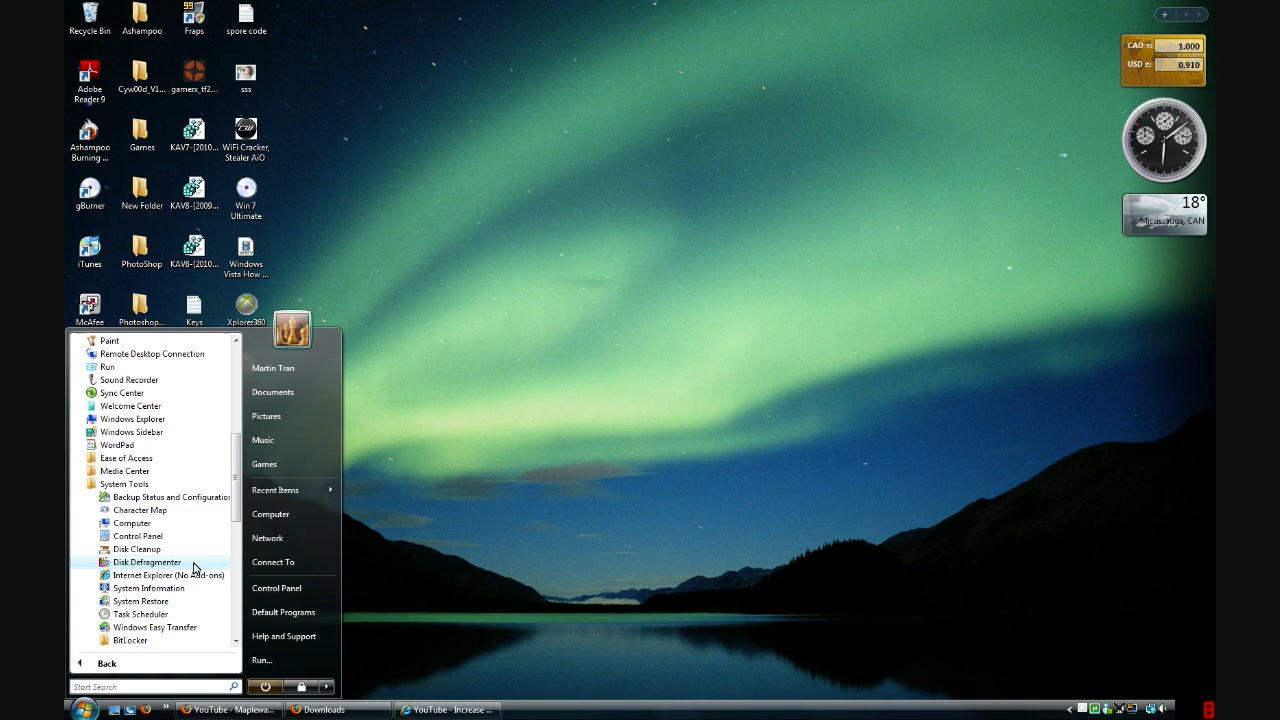 Recycle Bin
Ashampoo
99
Fraps
spore code
Adobe
Reader 9
Cyw00d_V1...
gamerx_tf2...
sss
Ashampoo
Burning ...
Games
KAV7-[2010...
CW
WiFi Cracker,
Stealer AiO
gBurner
New Folder
KAV8-[2009...
Win 7
Ultimate
iTunes
PhotoShop
KAV8-[2010...
Windows
Vista How ...
McAfee
Photoshop...
Keys
Xplorer360
CAD
1.000
USD
0.910
18°
Mississauga, CAN
Paint
Remote Desktop Connection
Run
Sound Recorder
Sync Center
Welcome Center
Windows Explorer
Windows Sidebar
WordPad
Ease of Access
Media Center
System Tools
Backup Status and Configuration
Character Map
Computer
Control Panel
Disk Cleanup
Disk Defragmenter
Internet Explorer (No Add-ons)
System Information
System Restore
Task Scheduler
Windows Easy Transfer
BitLocker
Back
Start Search
Martin Tran
Documents
Pictures
Music
Games
Recent Items
Computer
Network
Connect To
Control Panel
Default Programs
Help and Support
Run...
YouTube - Maplewa...
Downloads
YouTube - Increase ...